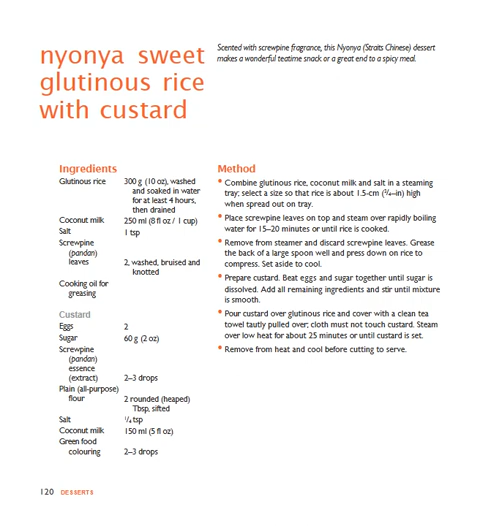 nyonya sweet
glutinous rice
with custard
Scented with screwpine fragrance, this Nyonya (Straits Chinese) dessert
makes a wonderful teatime snack or a great end to a spicy meal.
Ingredients
Glutinous rice 300 g (10 oz), washed
and soaked in water
for at least 4 hours,
then drained
Coconut milk 250 ml (8 fl oz / 1 cup)
Salt 1 tsp
Screwpine
(pandan)
leaves 2, washed, bruised and
knotted
Cooking oil for
greasing
Custard
Eggs 2
Sugar 60 g (2 oz)
Screwpine
(pandan)
essence
(extract) 2–3 drops
Plain (all-purpose)
flour 2 rounded (heaped)
Tbsp, sifted
Salt 1/4 tsp
Coconut milk 150 ml (5 fl oz)
Green food
colouring 2–3 drops
Method
• Combine glutinous rice, coconut milk and salt in a steaming
tray; select a size so that rice is about 1.5-cm (3/4–in) high
when spread out on tray.
• Place screwpine leaves on top and steam over rapidly boiling
water for 15–20 minutes or until rice is cooked.
• Remove from steamer and discard screwpine leaves. Grease
the back of a large spoon well and press down on rice to
compress. Set aside to cool.
• Prepare custard. Beat eggs and sugar together until sugar is
dissolved. Add all remaining ingredients and stir until mixture
is smooth.
• Pour custard over glutinous rice and cover with a clean tea
towel tautly pulled over; cloth must not touch custard. Steam
over low heat for about 25 minutes or until custard is set.
• Remove from heat and cool before cutting to serve.
120 DESSERTS